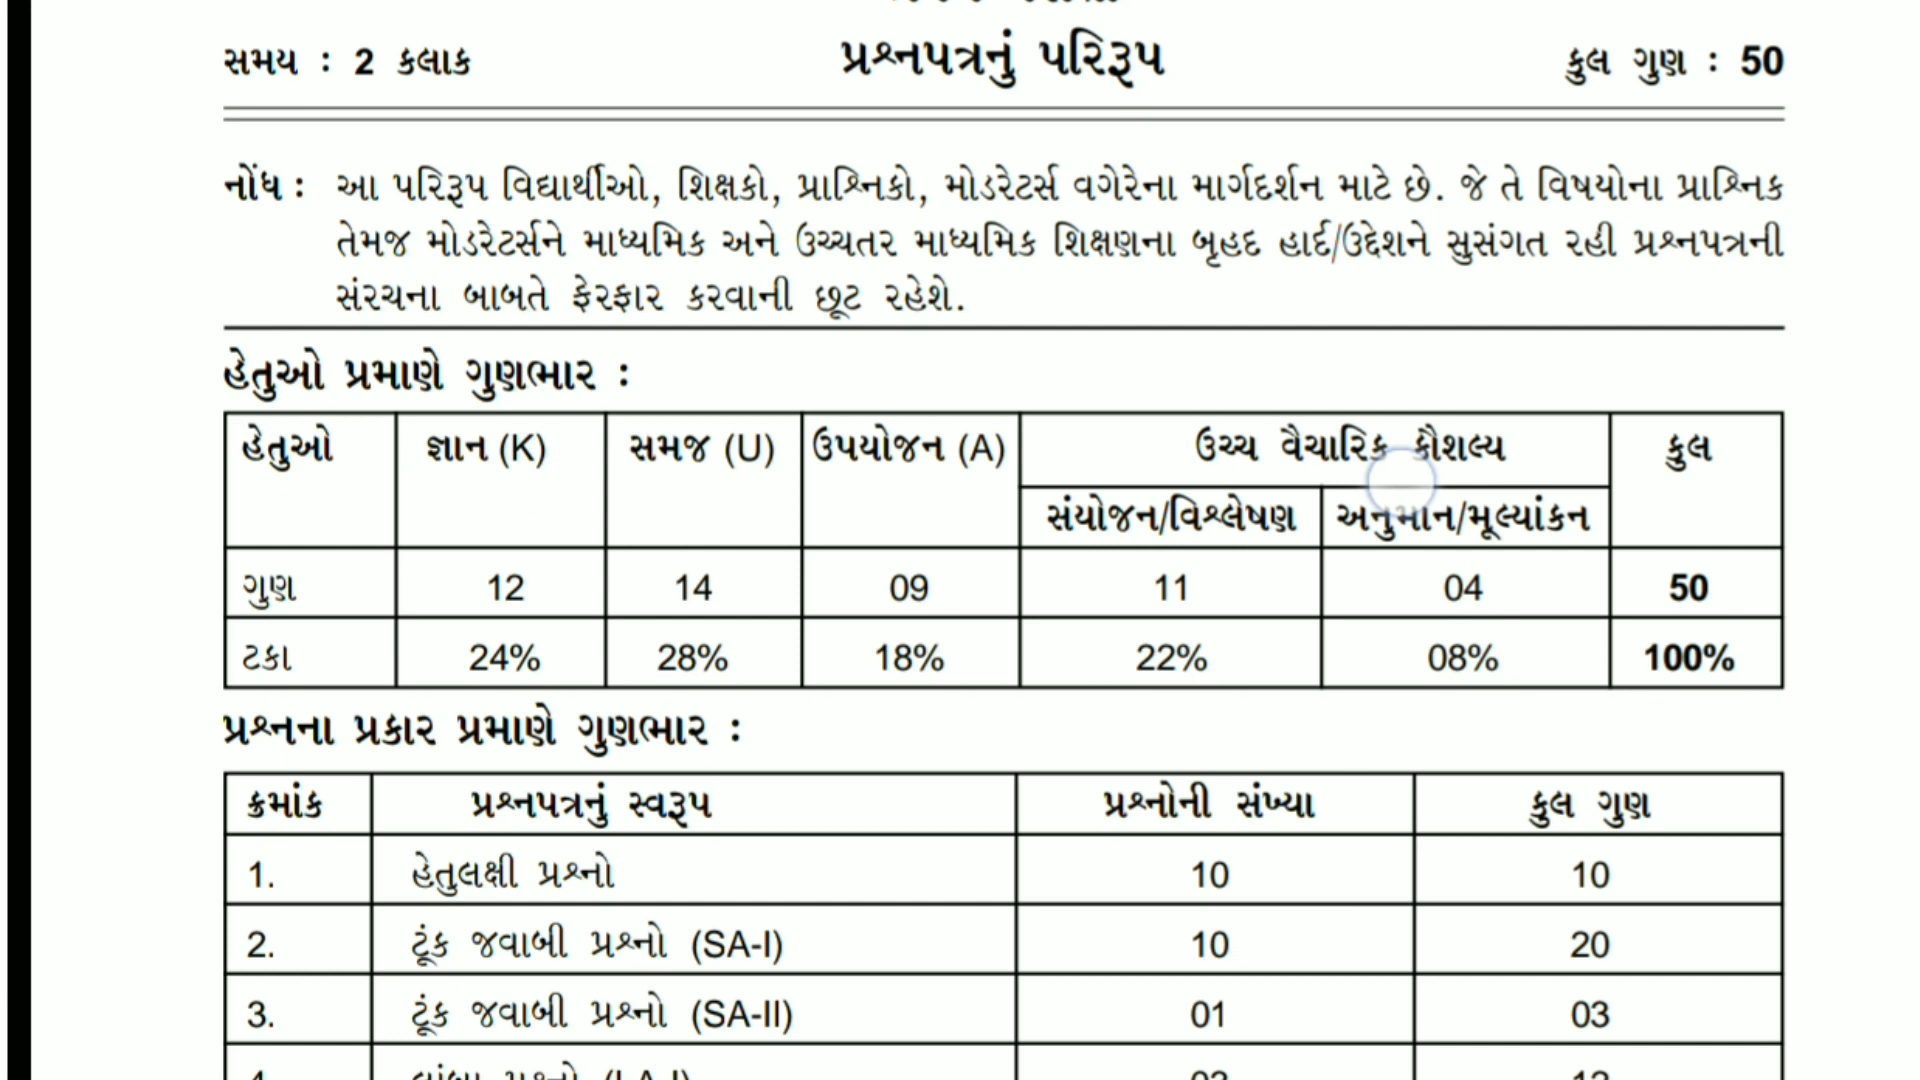 સમય : 2 કલાક પ્રશ્નપત્રનું પરિરૂપ કુલ ગુણ : 50
નોંધ : આ પરિરૂપ વિદ્યાર્થીઓ, શિક્ષકો, પ્રાશ્નિકો, મોડરેટર્સ વગેરેના માર્ગદર્શન માટે છે. જે તે વિષયોના પ્રાશ્નિક
તેમજ મોડરેટર્સને માધ્યમિક અને ઉચ્ચતર માધ્યમિક શિક્ષણના બૃહદ હાર્દ/ઉદ્દેશને સુસંગત રહી પ્રશ્નપત્રની
સંરચના બાબતે ફેરફાર કરવાની છૂટ રહેશે.
હેતુઓ પ્રમાણે ગુણભાર :
હેતુઓ જ્ઞાન (K) સમજ (U) ઉપયોજન (A) ઉચ્ચ વૈચારિક કૌશલ્ય કુલ
સંયોજન/વિશ્લેષણ અનુમાન/મૂલ્યાંકન
ગુણ 12 14 09 11 04 50
ટકા 24% 28% 18% 22% 08% 100%
પ્રશ્નના પ્રકાર પ્રમાણે ગુણભાર :
ક્રમાંક પ્રશ્નપત્રનું સ્વરૂપ પ્રશ્નોની સંખ્યા કુલ ગુણ
1. હેતુલક્ષી પ્રશ્નો 10 10
2. ટૂંક જવાબી પ્રશ્નો (SA-I) 10 20
3. ટૂંક જવાબી પ્રશ્નો (SA-II) 01 03